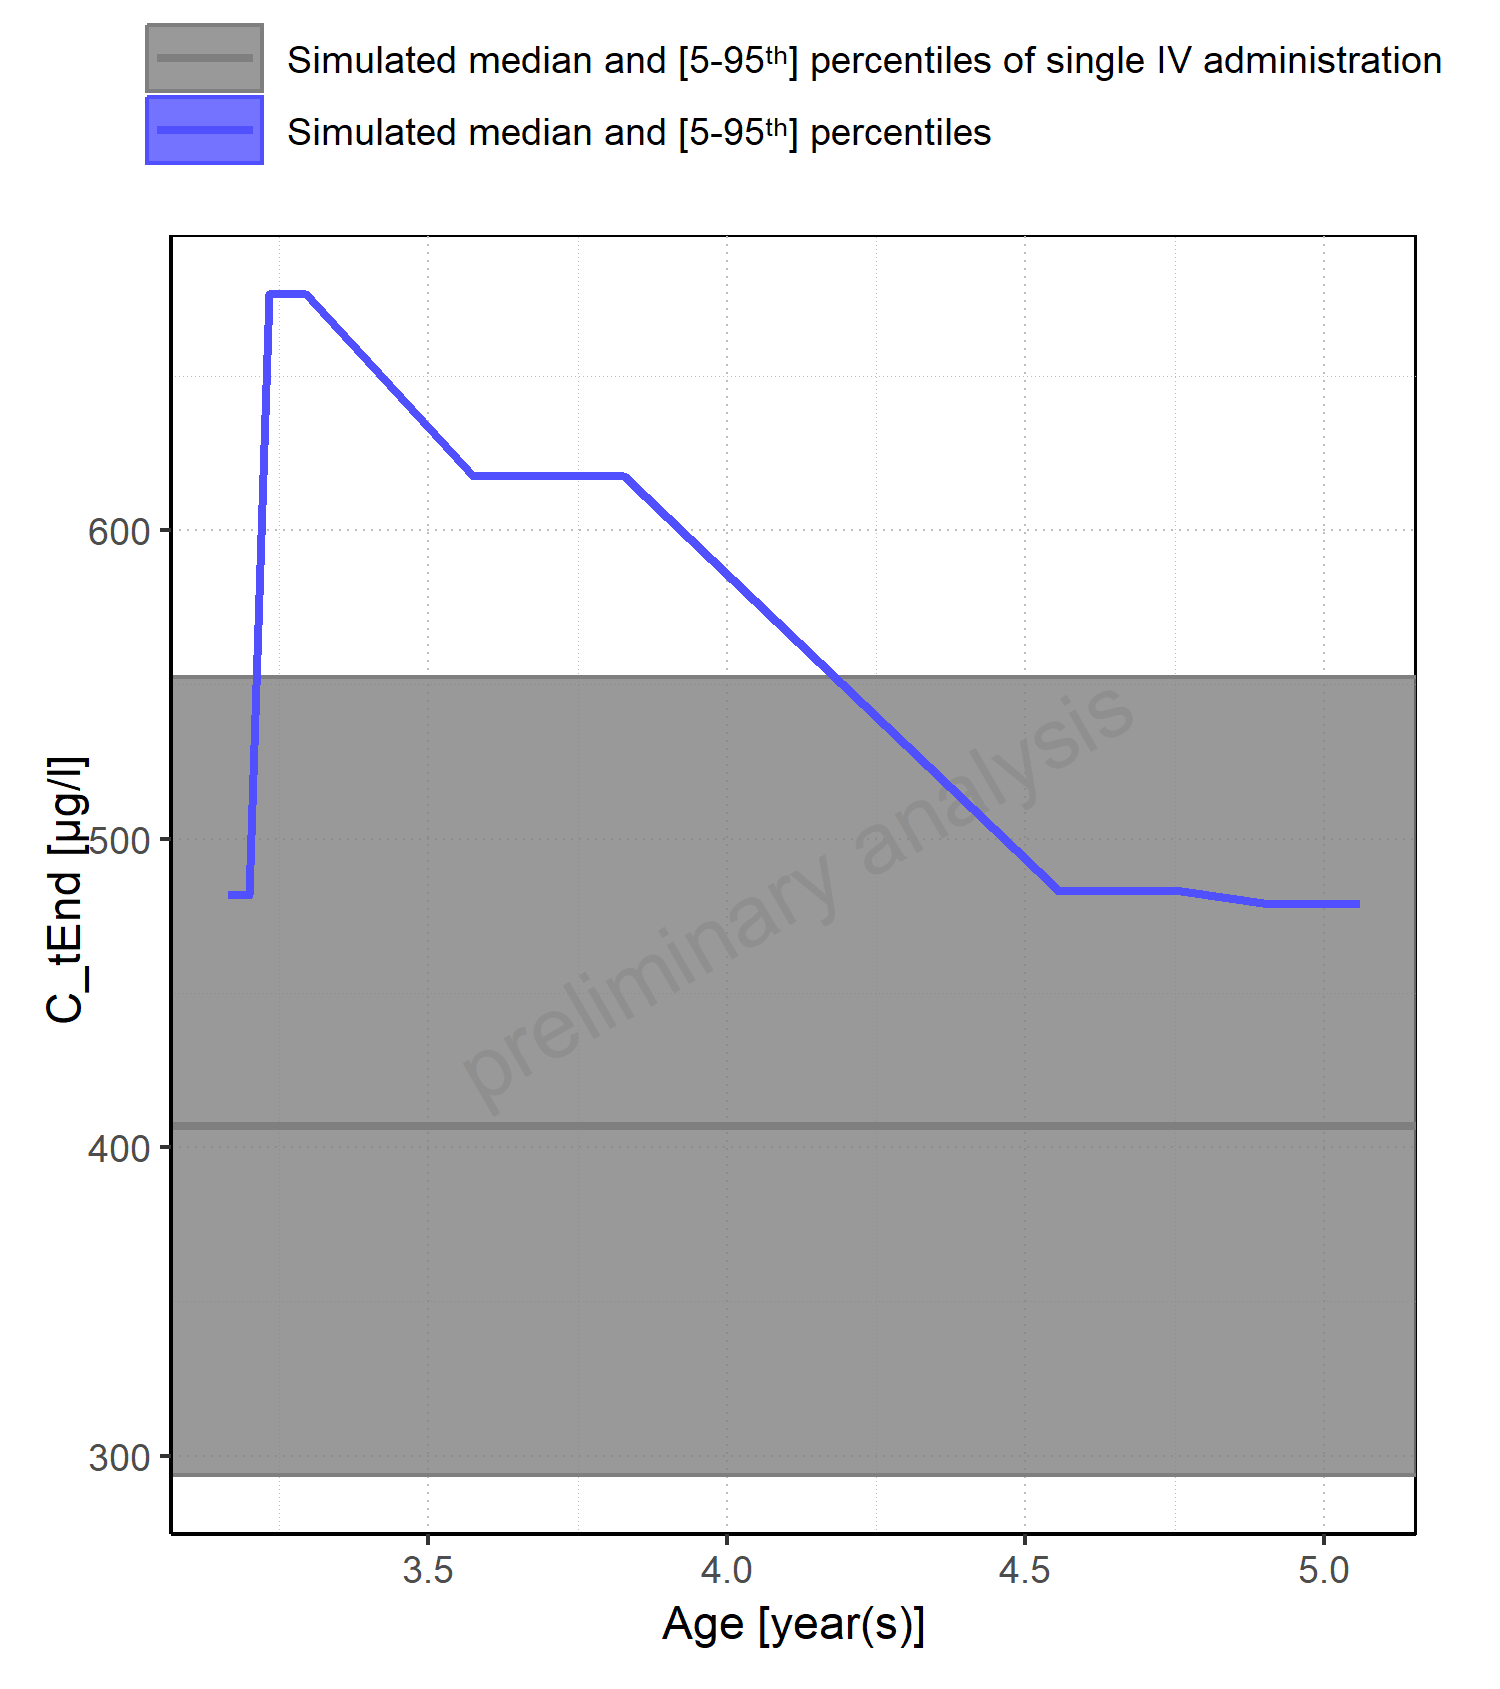 Simulated median and [5-95th] percentiles of single IV administration
Simulated median and [5-95th] percentiles
600
500
400
300
C_tEnd [µg/l]
preliminary analysis
3.5 4.0 4.5 5.0
Age [year(s)]